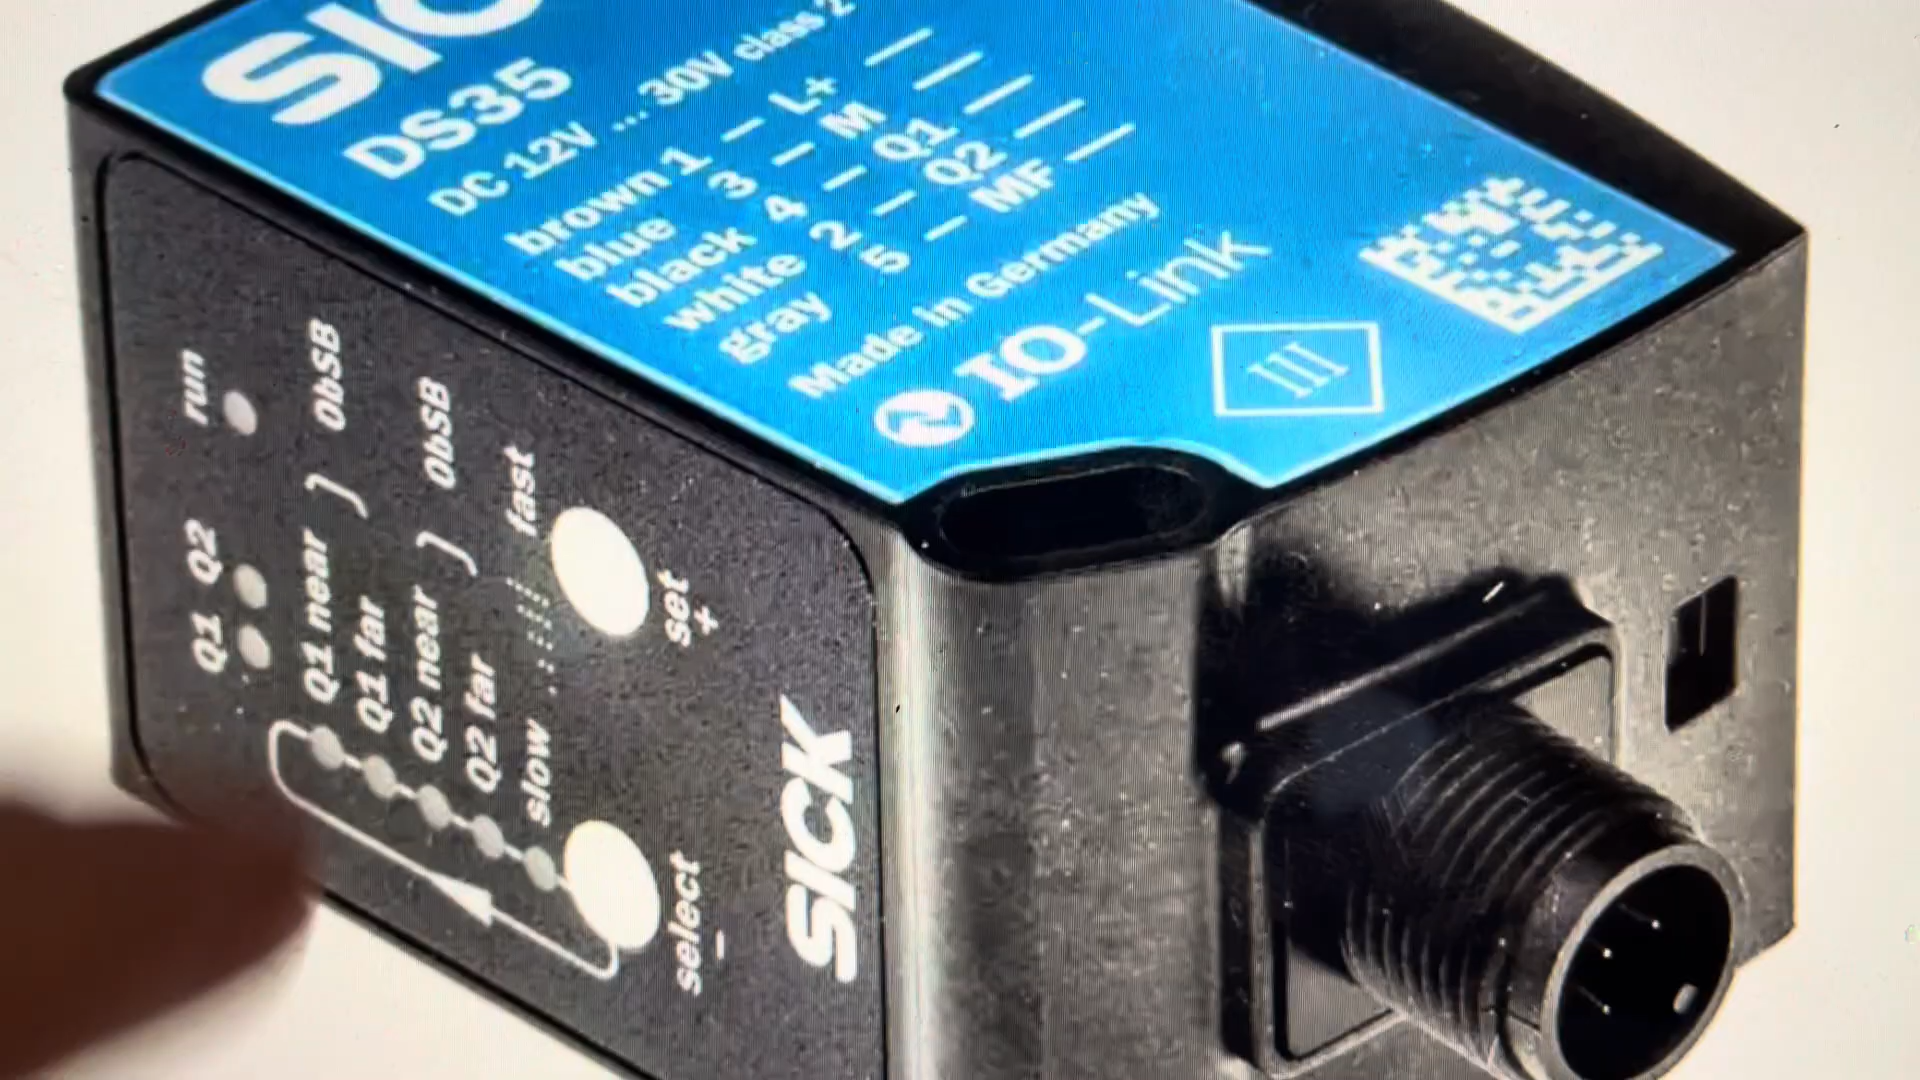 SIC
DS35
DC 12V ... 30V class 2
brown 1 — L+ —
blue 3 — M —
black 4 — Q1 —
white 2 — Q2 —
gray 5 — MF —
Made in Germany
IO-Link
III
run
Q1 Q2
Q1 near ) ObSB
Q1 far
Q2 near ) ObSB
Q2 far
slow fast
set
+
select
–
SICK